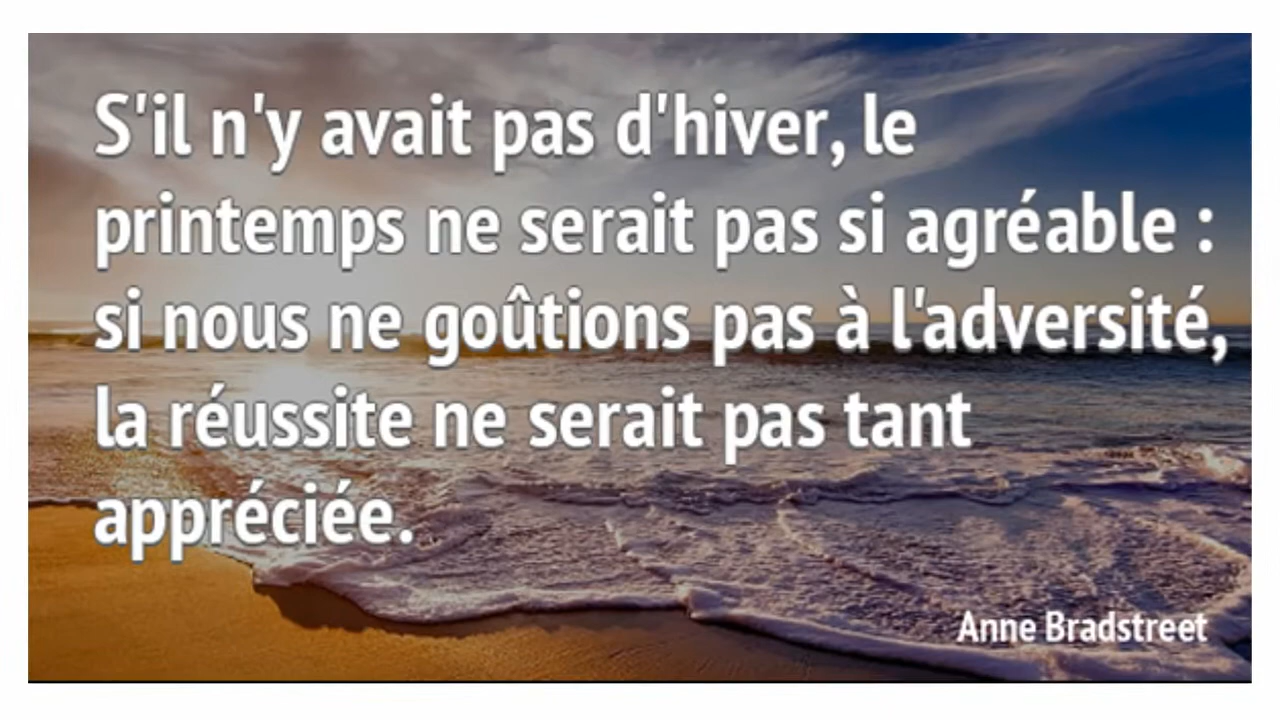 S'il n'y avait pas d'hiver, le
printemps ne serait pas si agréable :
si nous ne goûtions pas à l'adversité,
la réussite ne serait pas tant
appréciée.
Anne Bradstreet